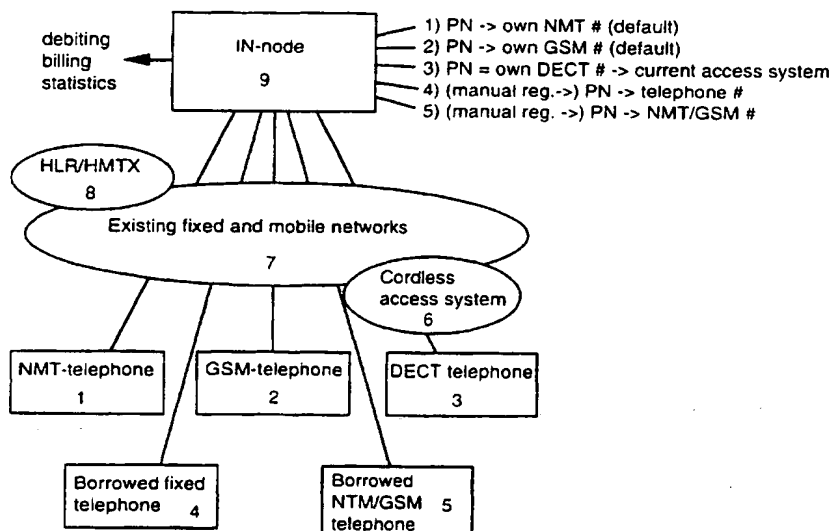 debiting
billing
statistics
IN-node
9
1) PN -> own NMT # (default)
2) PN -> own GSM # (default)
3) PN = own DECT # -> current access system
4) (manual reg.->) PN -> telephone #
5) (manual reg. ->) PN -> NMT/GSM #
HLR/HMTX
8
Existing fixed and mobile networks
7
Cordless
access system
6
NMT-telephone
1
GSM-telephone
2
DECT telephone
3
Borrowed fixed
telephone 4
Borrowed
NTM/GSM 5
telephone